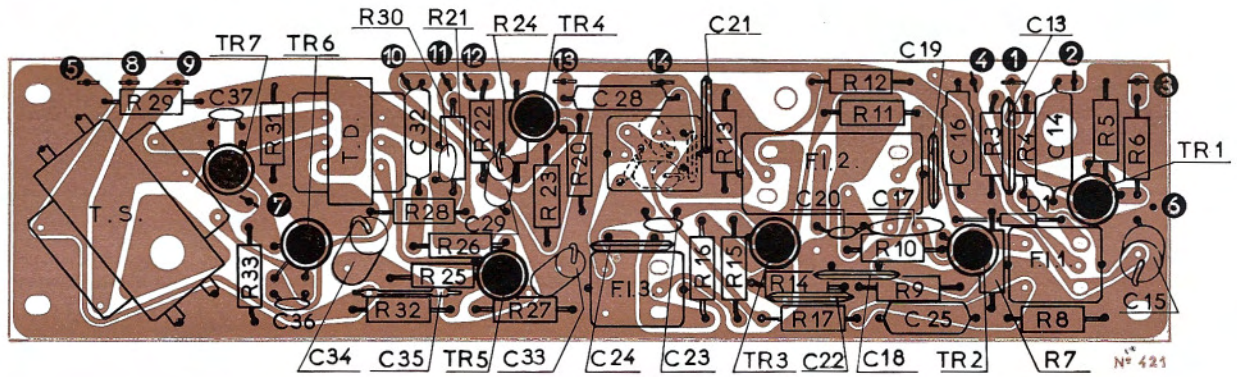 R30 R21 R24 TR4 C21 C13
TR7 TR6 C19
5 8 9 10 11 12 13 14 4 1 2 3
R29 C37 R31 T.D. C32 R22 C28 R13 R12 C16 R3 R4 C14 R5 R6
R11
R20 F.I.2. TR1
T.S. 7 R23 6
R28 C29 C20 C17 D1
R33 R26 R16 R15 R10 F.I.1.
R25 F.I.3 R14 R9 C15
C36 R32 R27 R17 C25 R8
C34 C35 TR5 C33 C24 C23 TR3 C22 C18 TR2 R7
Nº 421